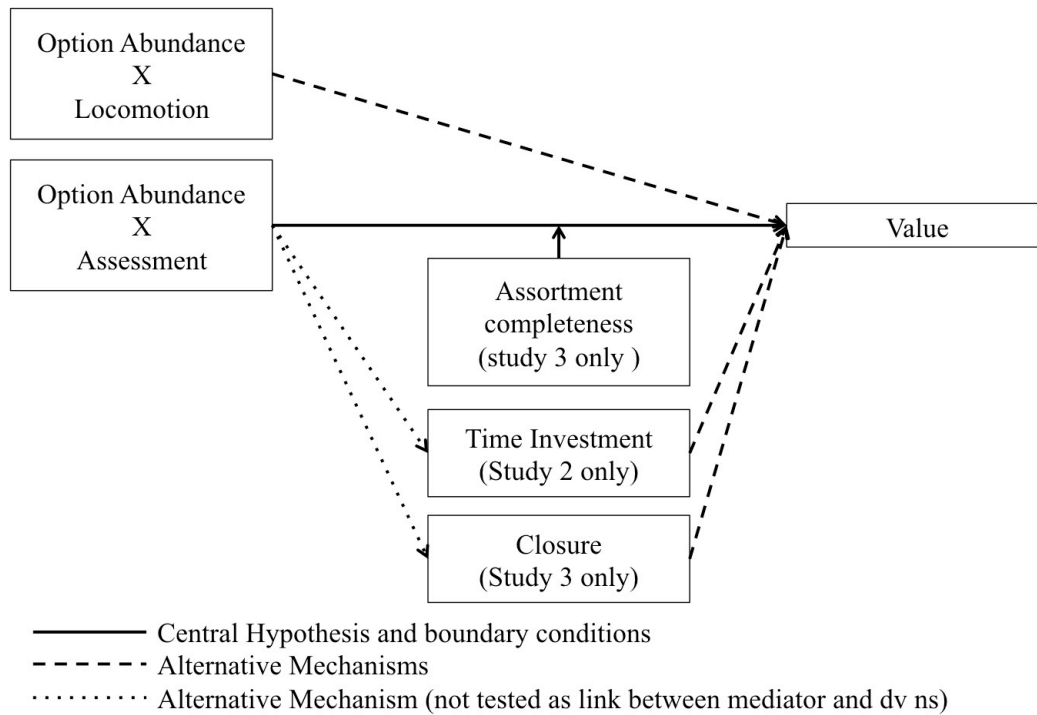 Option Abundance
X
Locomotion
Option Abundance
X
Assessment
Value
Assortment
completeness
(study 3 only )
Time Investment
(Study 2 only)
Closure
(Study 3 only)
Central Hypothesis and boundary conditions
Alternative Mechanisms
Alternative Mechanism (not tested as link between mediator and dv ns)